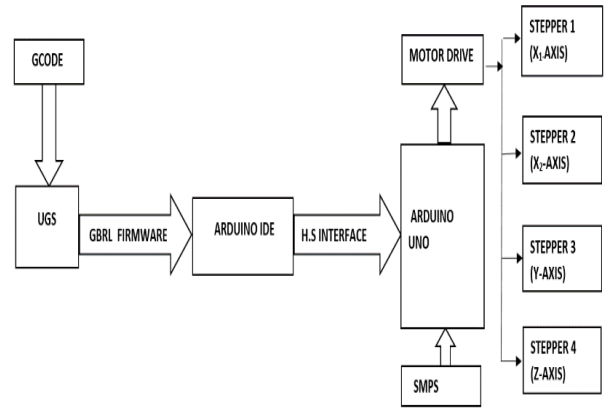 GCODE
UGS
GBRL FIRMWARE
ARDUINO IDE
H.S INTERFACE
MOTOR DRIVE
ARDUINO
UNO
SMPS
STEPPER 1
(X₁-AXIS)
STEPPER 2
(X₂-AXIS)
STEPPER 3
(Y-AXIS)
STEPPER 4
(Z-AXIS)